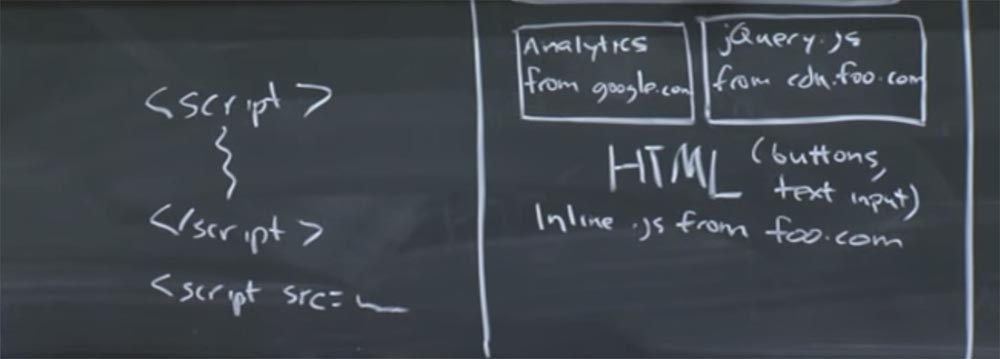 <script>
</script>
<script src=
Analytics
from google.com
jQuery.js
from cdn.foo.com
HTML (buttons,
text input)
Inline .js from foo.com